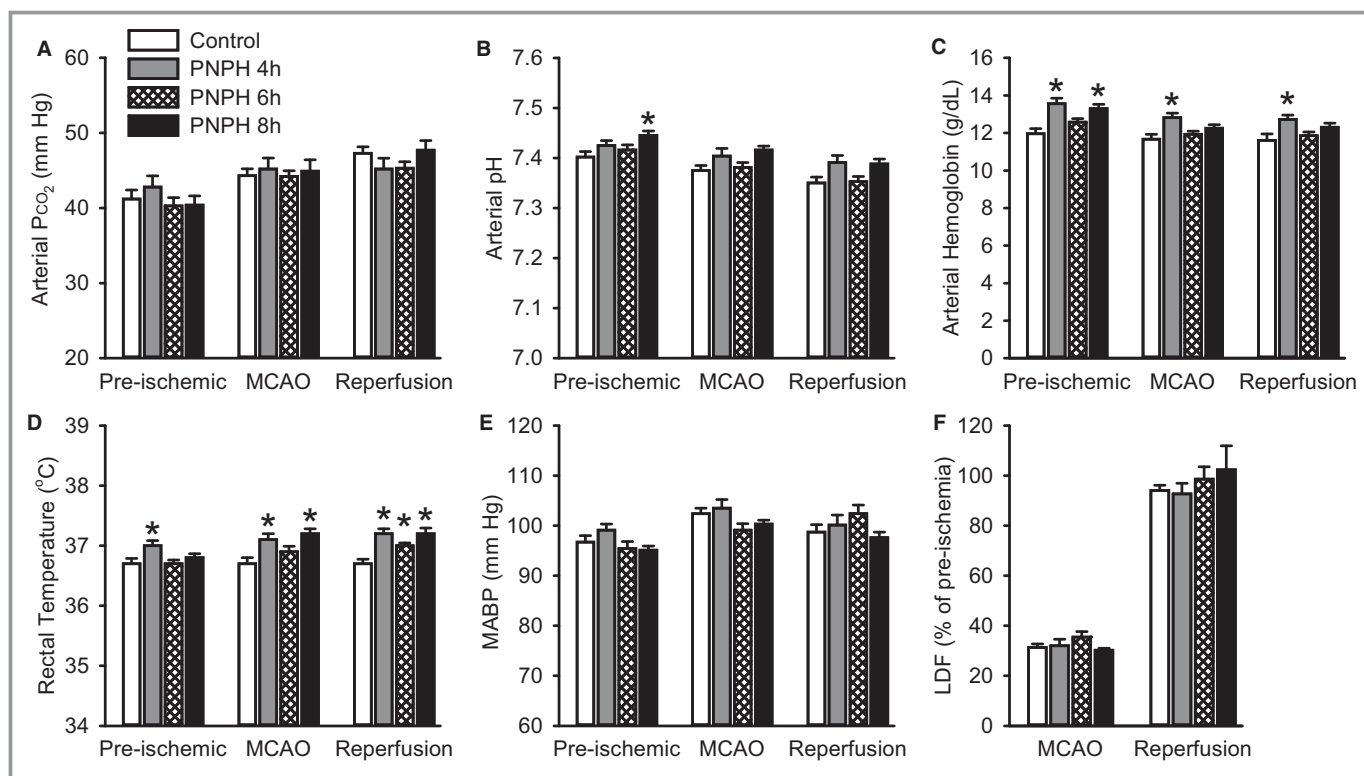 A
Control
PNPH 4h
PNPH 6h
PNPH 8h
Arterial PCO2 (mm Hg)
60
50
40
30
20
Pre-ischemic MCAO Reperfusion
B
Arterial pH
7.6
7.5
7.4
7.3
7.2
7.1
7.0
*
Pre-ischemic MCAO Reperfusion
C
Arterial Hemoglobin (g/dL)
16
14
12
10
8
6
4
2
0
* * * *
Pre-ischemic MCAO Reperfusion
D
Rectal Temperature (°C)
39
38
37
36
35
34
* * * * * *
Pre-ischemic MCAO Reperfusion
E
MABP (mm Hg)
120
110
100
90
80
70
60
Pre-ischemic MCAO Reperfusion
F
LDF (% of pre-ischemia)
120
100
80
60
40
20
0
MCAO Reperfusion